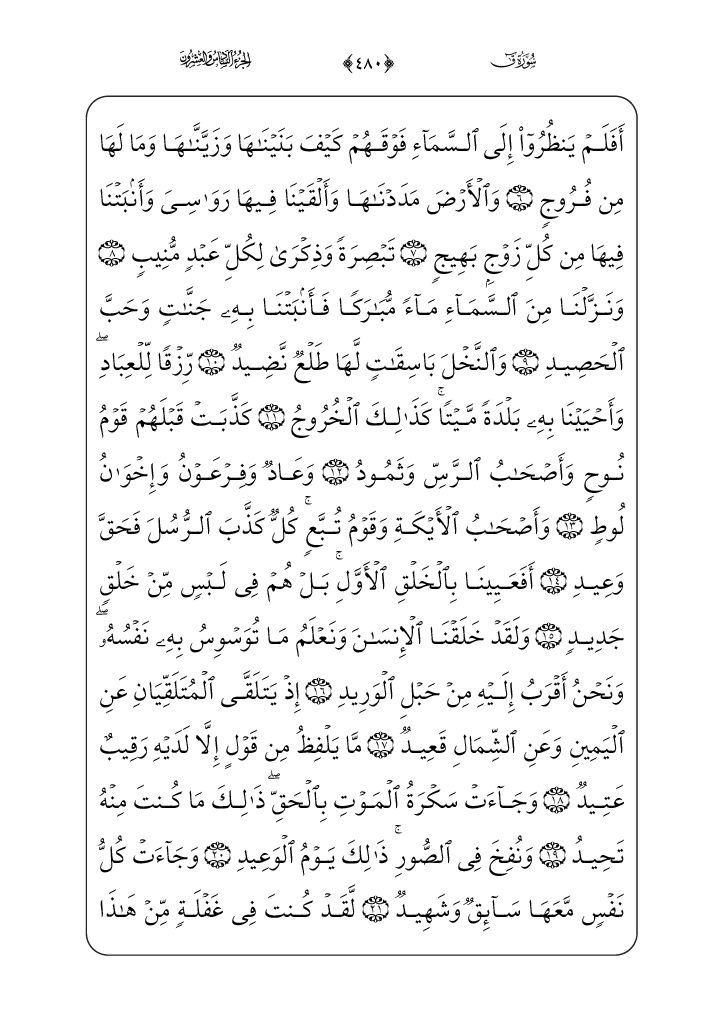 سُورَةُ قٓ ﴿٤٨٠﴾ الجُزءُ السَّادِسُ وَالعِشرُونَ
أَفَلَمۡ يَنظُرُوٓاْ إِلَى ٱلسَّمَآءِ فَوۡقَهُمۡ كَيۡفَ بَنَيۡنَٰهَا وَزَيَّنَّٰهَا وَمَا لَهَا
مِن فُرُوجٖ ٦ وَٱلۡأَرۡضَ مَدَدۡنَٰهَا وَأَلۡقَيۡنَا فِيهَا رَوَٰسِيَ وَأَنۢبَتۡنَا
فِيهَا مِن كُلِّ زَوۡجِۭ بَهِيجٖ ٧ تَبۡصِرَةٗ وَذِكۡرَىٰ لِكُلِّ عَبۡدٖ مُّنِيبٖ ٨
وَنَزَّلۡنَا مِنَ ٱلسَّمَآءِ مَآءٗ مُّبَٰرَكٗا فَأَنۢبَتۡنَا بِهِۦ جَنَّٰتٖ وَحَبَّ
ٱلۡحَصِيدِ ٩ وَٱلنَّخۡلَ بَاسِقَٰتٖ لَّهَا طَلۡعٞ نَّضِيدٞ ١٠ رِّزۡقٗا لِّلۡعِبَادِۖ
وَأَحۡيَيۡنَا بِهِۦ بَلۡدَةٗ مَّيۡتٗاۚ كَذَٰلِكَ ٱلۡخُرُوجُ ١١ كَذَّبَتۡ قَبۡلَهُمۡ قَوۡمُ
نُوحٖ وَأَصۡحَٰبُ ٱلرَّسِّ وَثَمُودُ ١٢ وَعَادٞ وَفِرۡعَوۡنُ وَإِخۡوَٰنُ
لُوطٖ ١٣ وَأَصۡحَٰبُ ٱلۡأَيۡكَةِ وَقَوۡمُ تُبَّعٖۚ كُلّٞ كَذَّبَ ٱلرُّسُلَ فَحَقَّ
وَعِيدِ ١٤ أَفَعَيِينَا بِٱلۡخَلۡقِ ٱلۡأَوَّلِۚ بَلۡ هُمۡ فِي لَبۡسٖ مِّنۡ خَلۡقٖ
جَدِيدٖ ١٥ وَلَقَدۡ خَلَقۡنَا ٱلۡإِنسَٰنَ وَنَعۡلَمُ مَا تُوَسۡوِسُ بِهِۦ نَفۡسُهُۥۖ
وَنَحۡنُ أَقۡرَبُ إِلَيۡهِ مِنۡ حَبۡلِ ٱلۡوَرِيدِ ١٦ إِذۡ يَتَلَقَّى ٱلۡمُتَلَقِّيَانِ عَنِ
ٱلۡيَمِينِ وَعَنِ ٱلشِّمَالِ قَعِيدٞ ١٧ مَّا يَلۡفِظُ مِن قَوۡلٍ إِلَّا لَدَيۡهِ رَقِيبٌ
عَتِيدٞ ١٨ وَجَآءَتۡ سَكۡرَةُ ٱلۡمَوۡتِ بِٱلۡحَقِّۖ ذَٰلِكَ مَا كُنتَ مِنۡهُ
تَحِيدُ ١٩ وَنُفِخَ فِي ٱلصُّورِۚ ذَٰلِكَ يَوۡمُ ٱلۡوَعِيدِ ٢٠ وَجَآءَتۡ كُلُّ
نَفۡسٖ مَّعَهَا سَآئِقٞ وَشَهِيدٞ ٢١ لَّقَدۡ كُنتَ فِي غَفۡلَةٖ مِّنۡ هَٰذَا